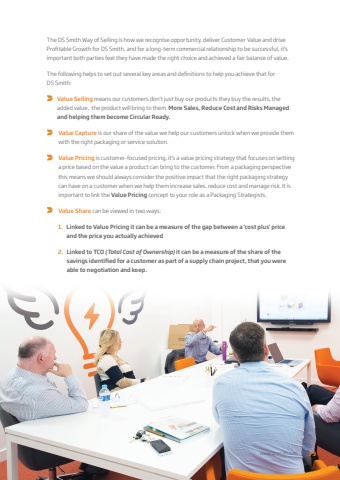 The DS Smith Way of Selling is how we recognise opportunity, deliver Customer Value and drive
Profitable Growth for DS Smith, and for a long-term commercial relationship to be successful, it's
important both parties feel they have made the right choice and achieved a fair balance of value.
The following helps to set out several key areas and definitions to help you achieve that for
DS Smith:
Value Selling means our customers don't just buy our products they buy the results, the
added value, the product will bring to them. More Sales, Reduce Cost and Risks Managed
and helping them become Circular Ready.
Value Capture is our share of the value we help our customers unlock when we provide them
with the right packaging or service solution.
Value Pricing is customer-focused pricing, it's a value pricing strategy that focuses on setting
a price based on the value a product can bring to the customer. From a packaging perspective
this means we should always consider the positive impact that the right packaging strategy
can have on a customer when we help them increase sales, reduce cost and manage risk. It is
important to link the Value Pricing concept to your role as a Packaging Strategists.
Value Share can be viewed in two ways:
1. Linked to Value Pricing it can be a measure of the gap between a 'cost plus' price
and the price you actually achieved
2. Linked to TCO (Total Cost of Ownership) it can be a measure of the share of the
savings identified for a customer as part of a supply chain project, that you were
able to negotiation and keep.